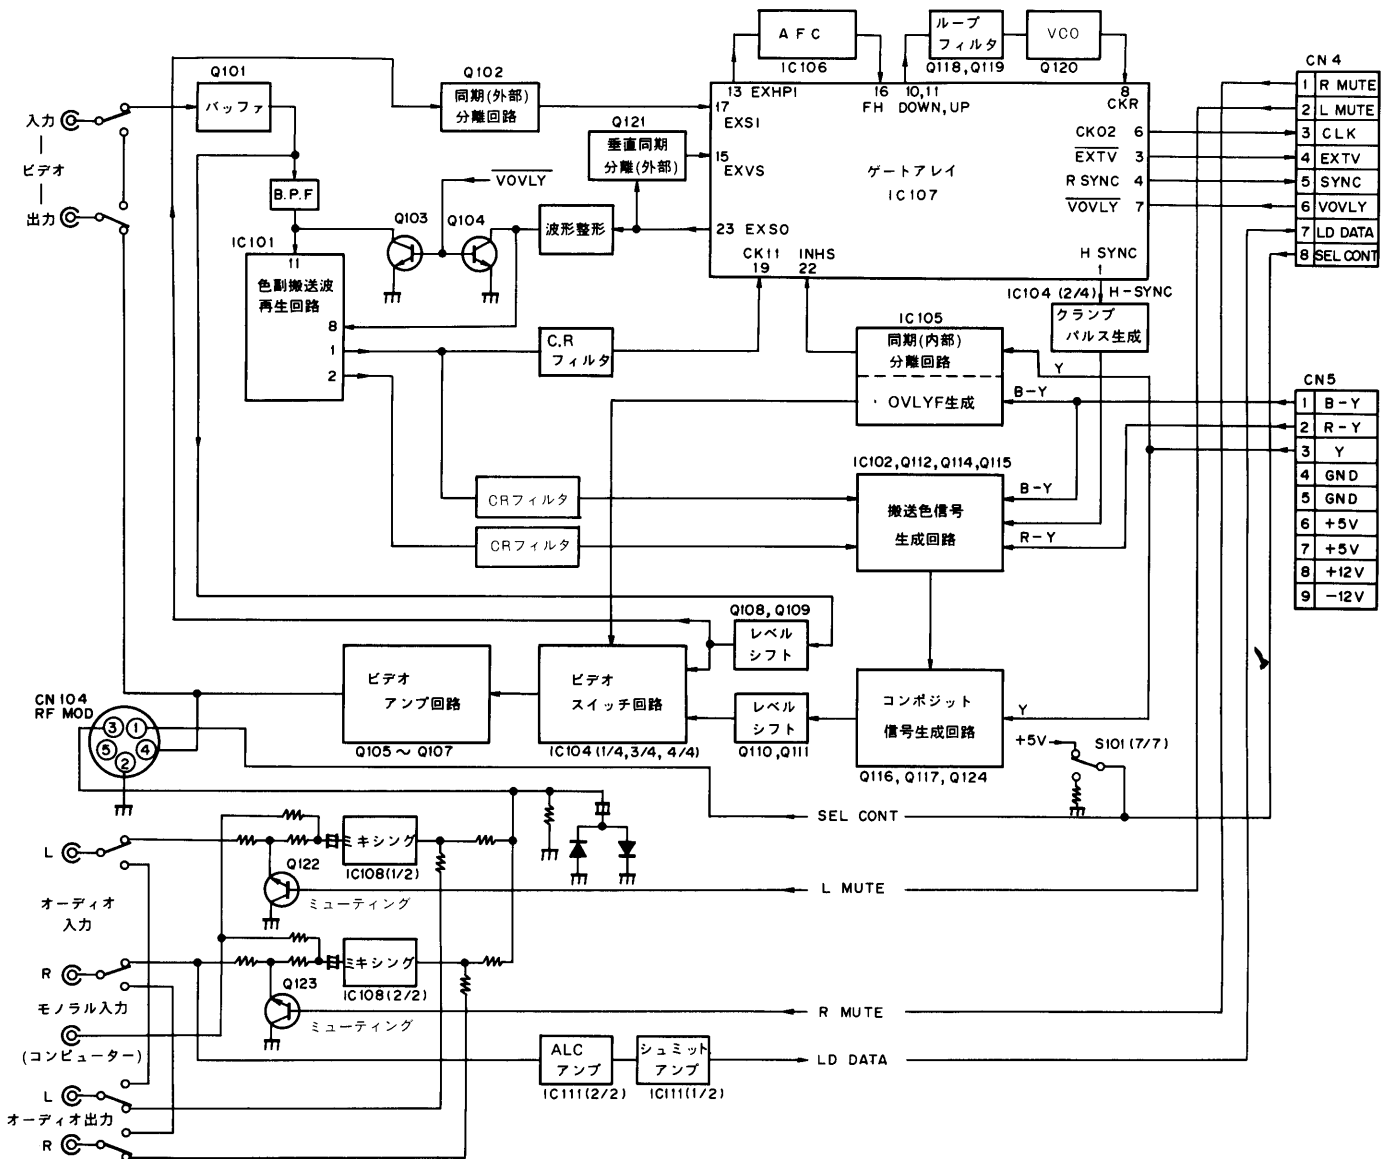 A F C
IC106
ループ
フィルタ
Q118, Q119
VCO
Q120
CN 4
1 R MUTE
2 L MUTE
3 CLK
4 EXTV
5 SYNC
6 VOVLY
7 LD DATA
8 SEL CONT
Q101
バッファ
Q102
同期(外部)
分離回路
Q121
垂直同期
分離(外部)
13 EXHPI
16
FH
10,11
DOWN, UP
8
CKR
17
EXSI
15
EXVS
23 EXSO
CK11
19
INHS
22
ゲートアレイ
IC107
CKO2 6
EXTV 3
R SYNC 4
VOVLY 7
H SYNC
1
入力
ビデオ
出力
B.P.F
VOVLY
Q103
Q104
波形整形
IC101
11
色副搬送波
再生回路
8
1
2
C,R
フィルタ
IC104 (2/4)
H-SYNC
クランプ
パルス生成
IC105
同期(内部)
分離回路
OVLYF生成
Y
B-Y
CN5
1 B-Y
2 R-Y
3 Y
4 GND
5 GND
6 +5V
7 +5V
8 +12V
9 -12V
IC102, Q112, Q114, Q115
CRフィルタ
CRフィルタ
搬送色信号
生成回路
B-Y
R-Y
Q108, Q109
レベル
シフト
ビデオ
アンプ回路
Q105～Q107
ビデオ
スイッチ回路
IC104 (1/4, 3/4, 4/4)
レベル
シフト
Q110, Q111
コンポジット
信号生成回路
Q116, Q117, Q124
Y
+5V
S101 (7/7)
CN104
RF MOD
3
1
5
4
2
SEL CONT
L
ミキシング
IC108(1/2)
Q122
ミューティング
L MUTE
オーディオ
入力
R
ミキシング
IC108(2/2)
Q123
ミューティング
R MUTE
モノラル入力
(コンピューター)
ALC
アンプ
IC111(2/2)
シュミット
アンプ
IC111(1/2)
LD DATA
L
オーディオ出力
R